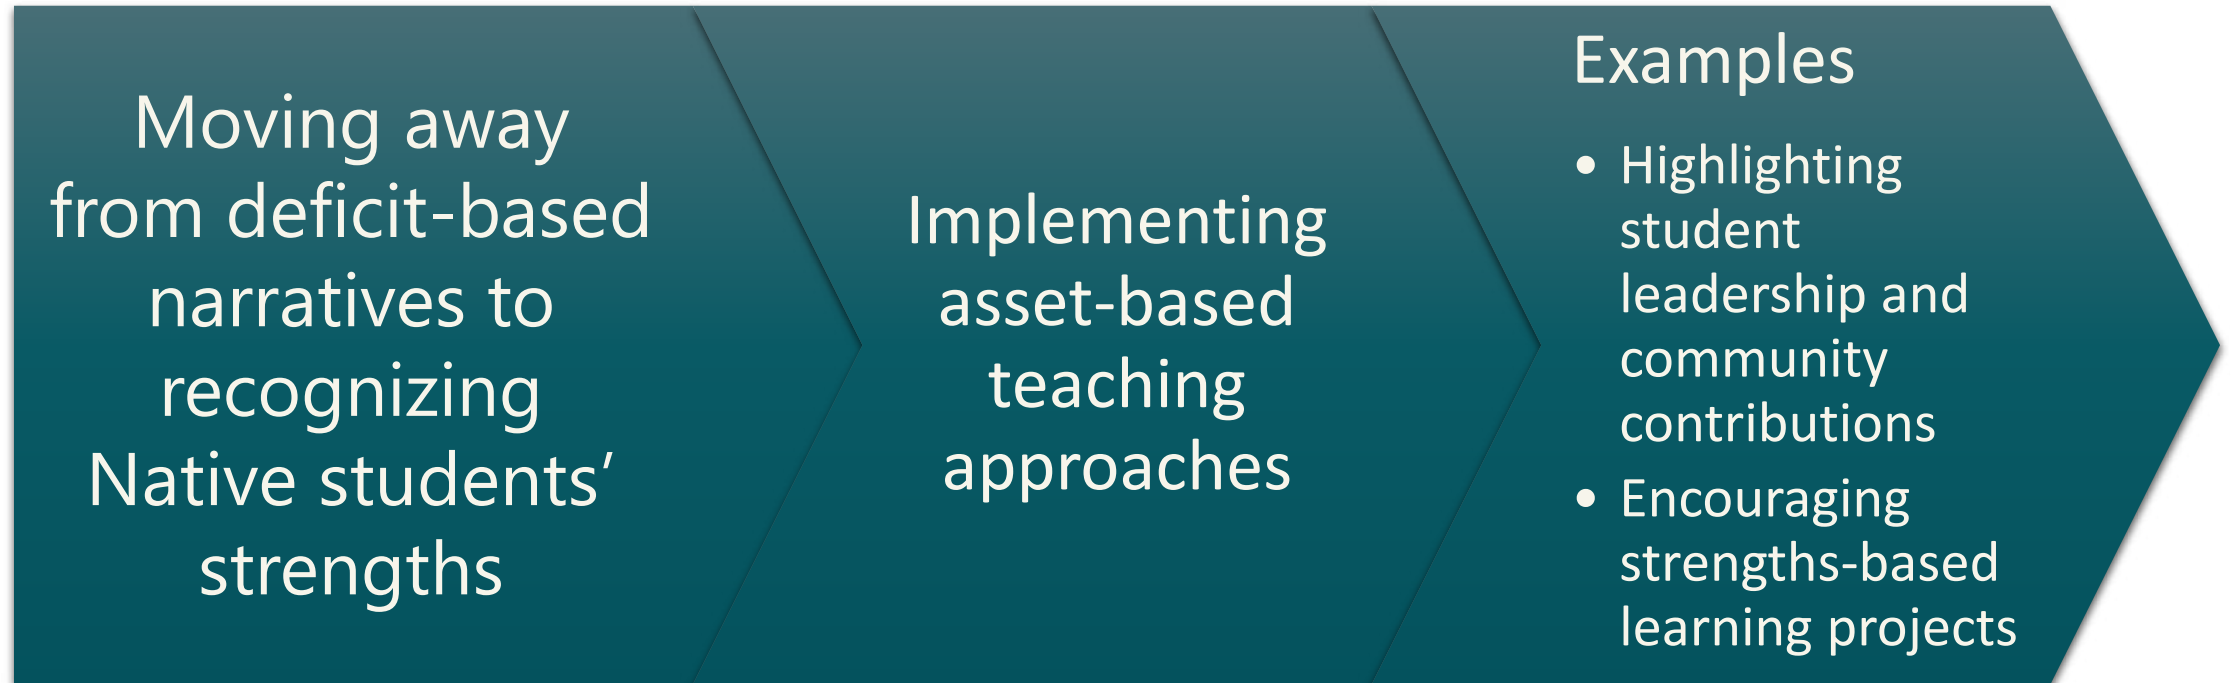 Moving away
from deficit-based
narratives to
recognizing
Native students’
strengths
Implementing
asset-based
teaching
approaches
Examples
• Highlighting
student
leadership and
community
contributions
• Encouraging
strengths-based
learning projects